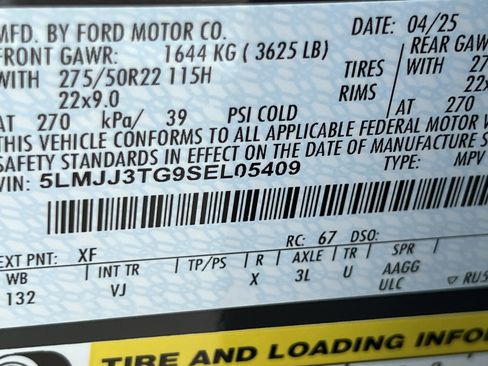 MFD. BY FORD MOTOR CO. DATE: 04/25
FRONT GAWR: 1644 KG ( 3625 LB) REAR GAW
WITH 275/50R22 115H TIRES WITH 27
22x9.0 RIMS 22x
AT 270 kPa/ 39 PSI COLD AT 270
THIS VEHICLE CONFORMS TO ALL APPLICABLE FEDERAL MOTOR
SAFETY STANDARDS IN EFFECT ON THE DATE OF MANUFACTURE
VIN: 5LMJJ3TG9SEL05409 TYPE: MPV
EXT PNT: XF RC: 67 DSO:
WB INT TR TP/PS R AXLE TR SPR
132 VJ X 3L U AAGG
ULC ▽ RUS
TIRE AND LOADING INFO